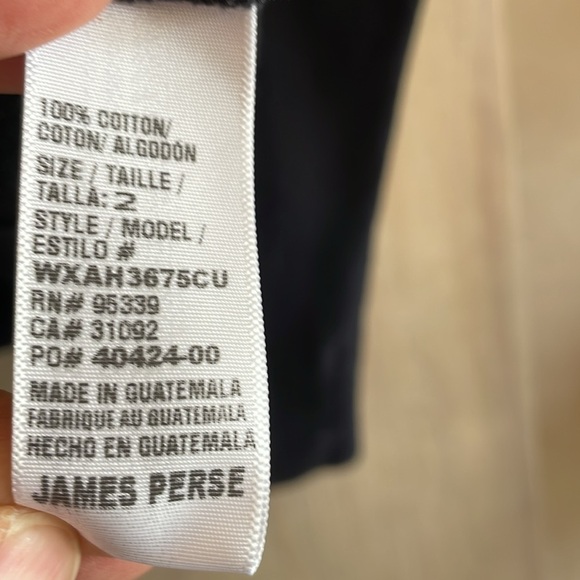 100% COTTON/
COTON/ ALGODÓN
SIZE / TAILLE /
TALLA: 2
STYLE / MODEL /
ESTILO #
WXAH3675CU
RN# 95339
CA# 31092
PO# 40424-00
MADE IN GUATEMALA
FABRIQUE AU GUATEMALA
HECHO EN GUATEMALA
JAMES PERSE